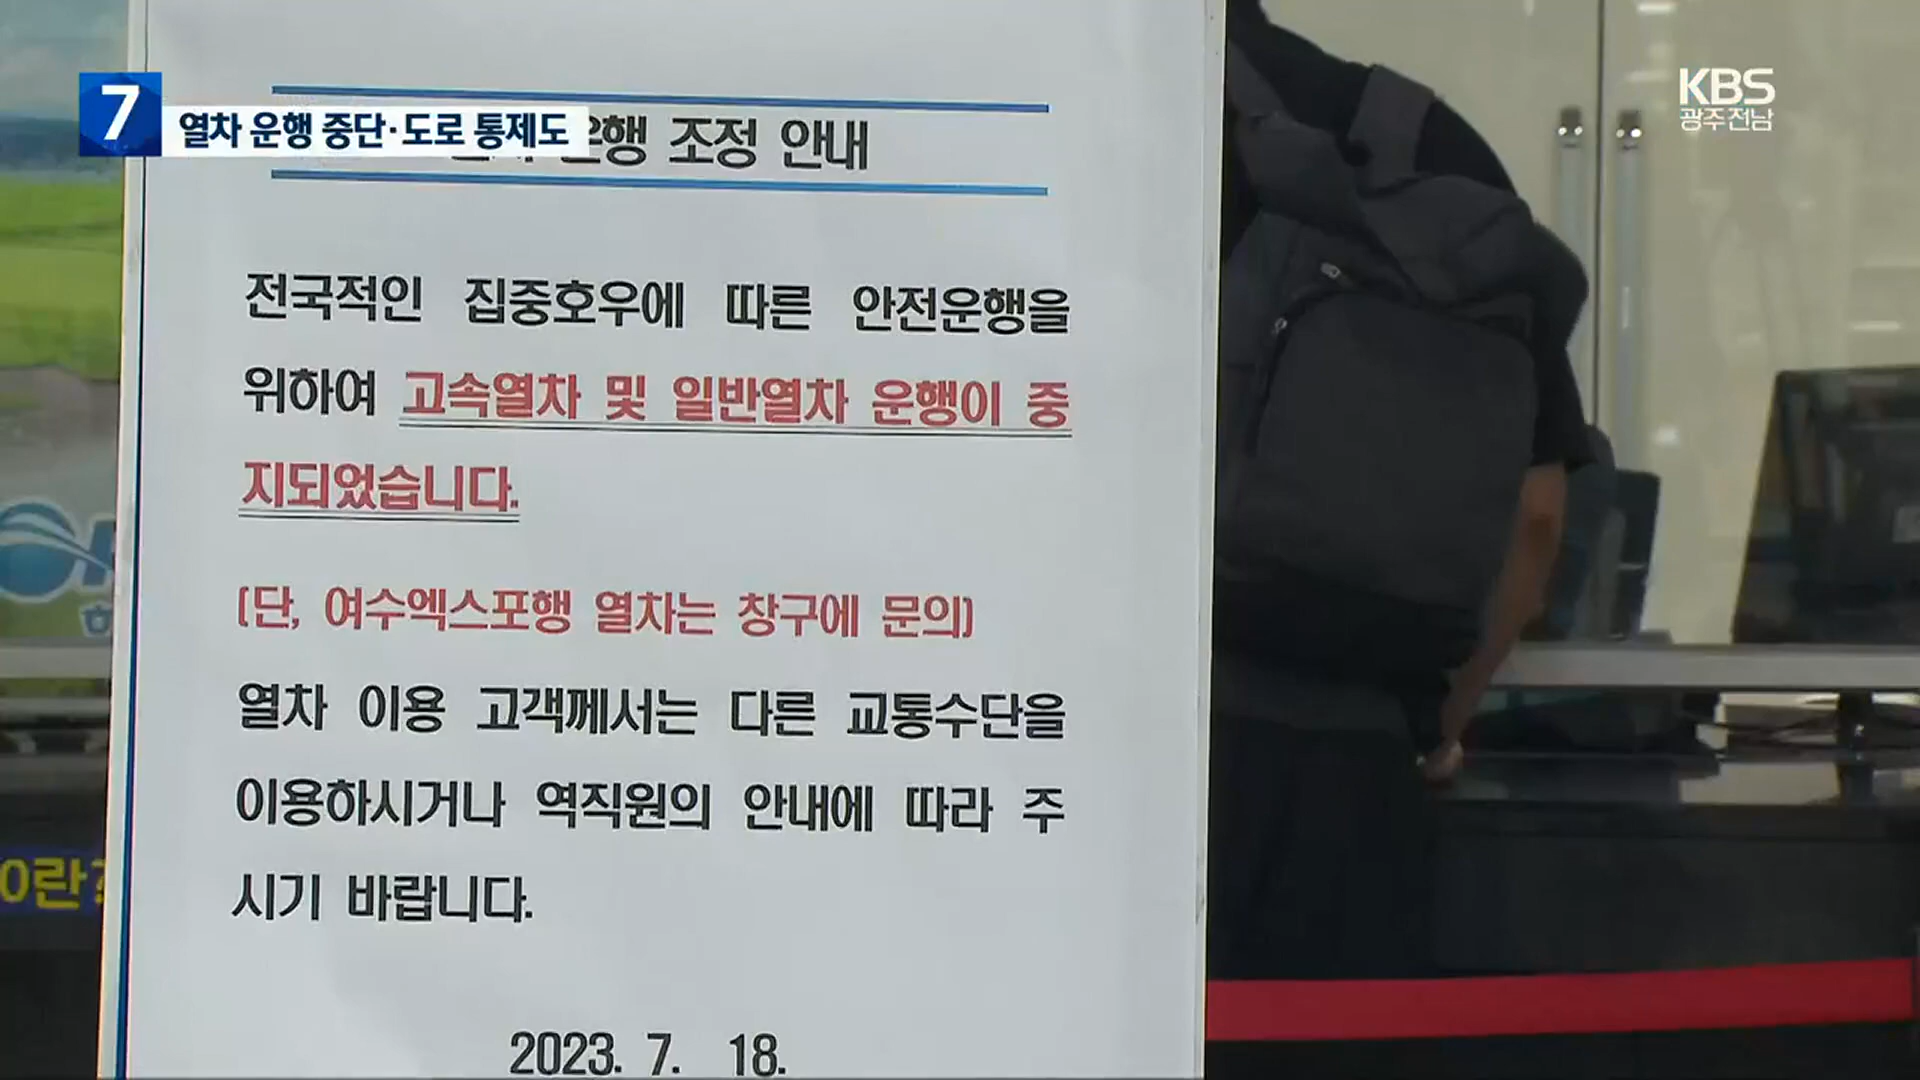 7
열차 운행 중단·도로 통제도
KBS
광주전남
운행 조정 안내
전국적인 집중호우에 따른 안전운행을
위하여 고속열차 및 일반열차 운행이 중
지되었습니다.
(단, 여수엑스포행 열차는 창구에 문의)
열차 이용 고객께서는 다른 교통수단을
이용하시거나 역직원의 안내에 따라 주
시기 바랍니다.
2023. 7. 18.
0란?